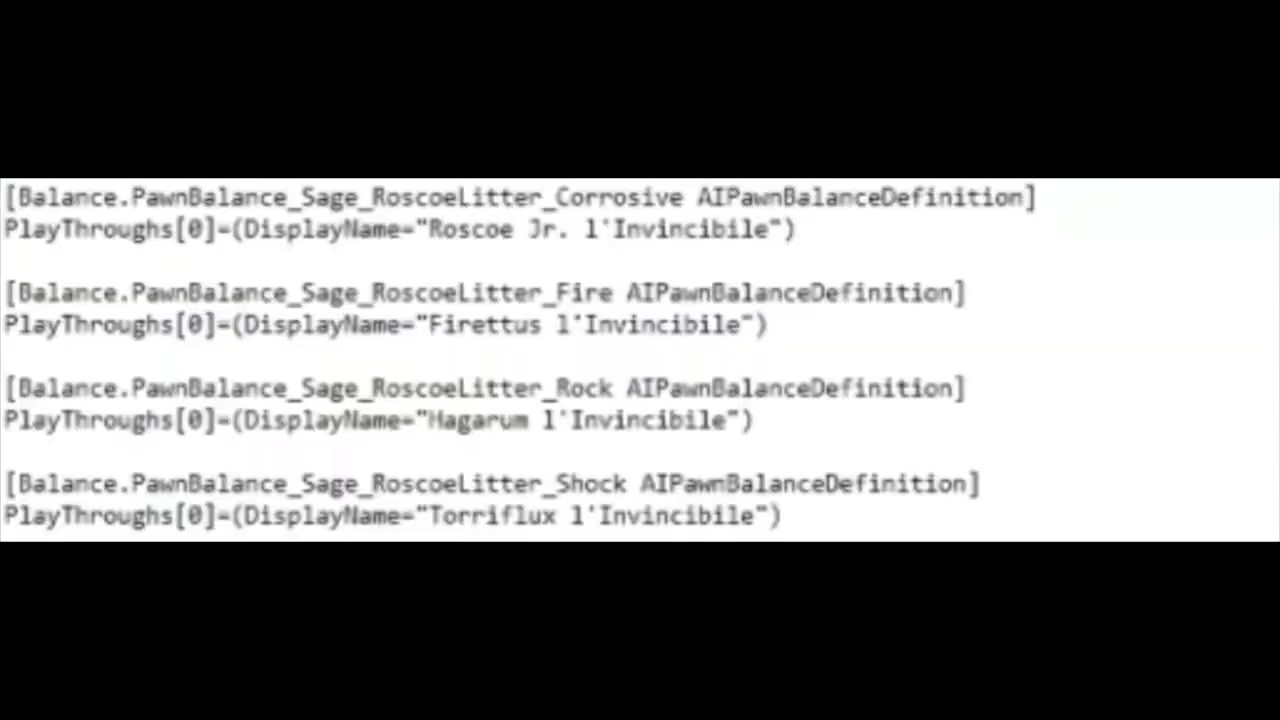 [Balance.PawnBalance_Sage_RoscoeLitter_Corrosive AIPawnBalanceDefinition]
PlayThroughs[0]=(DisplayName="Roscoe Jr. l'Invincibile")
[Balance.PawnBalance_Sage_RoscoeLitter_Fire AIPawnBalanceDefinition]
PlayThroughs[0]=(DisplayName="Firettus l'Invincibile")
[Balance.PawnBalance_Sage_RoscoeLitter_Rock AIPawnBalanceDefinition]
PlayThroughs[0]=(DisplayName="Hagarum l'Invincibile")
[Balance.PawnBalance_Sage_RoscoeLitter_Shock AIPawnBalanceDefinition]
PlayThroughs[0]=(DisplayName="Torriflux l'Invincibile")